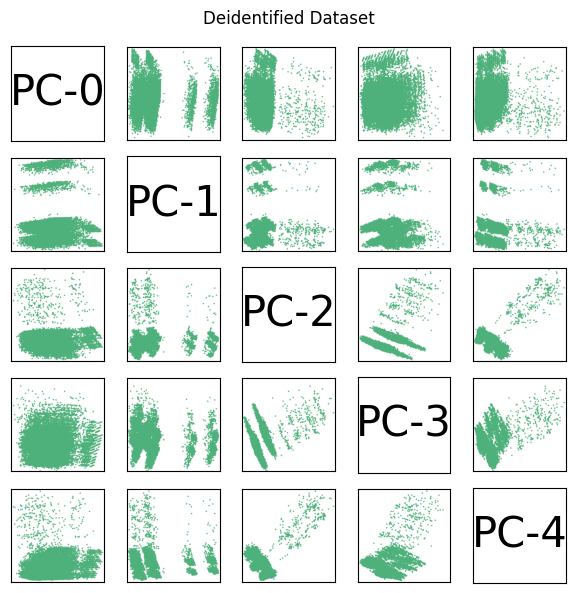 Deidentified Dataset
PC-0
PC-1
PC-2
PC-3
PC-4